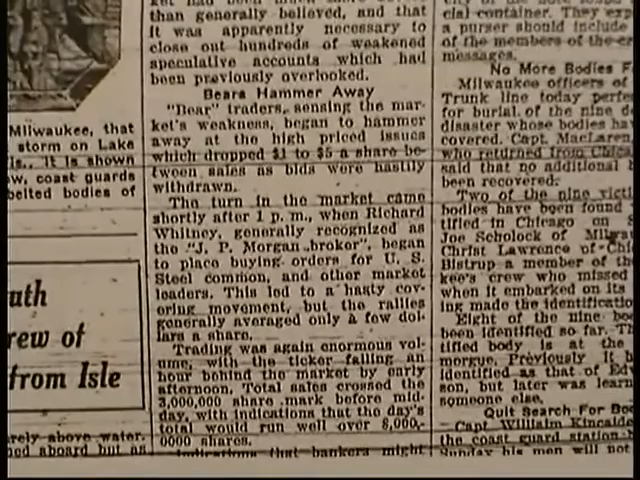 Milwaukee, that
storm on Lake
It is shown
ow, coast guards
belted bodies of
uth
rew of
from Isle
rely above water.
ed aboard but as
than generally believed, and that
it was apparently necessary to
close out hundreds of weakened
speculative accounts which had
been previously overlooked.
Bears Hammer Away
"Bear" traders, sensing the mar-
ket's weakness, began to hammer
away at the high priced issues
which dropped $1 to $5 a share be-
tween sales as bids were hastily
withdrawn.
The turn in the market came
shortly after 1 p. m., when Richard
Whitney, generally recognized as
the "J. P. Morgan broker", began
to place buying orders for U. S.
Steel common, and other market
leaders. This led to a hasty cov-
ering movement, but the rallies
generally averaged only a few dol-
lars a share.
Trading was again enormous vol-
ume, with the ticker falling an
hour behind the market by early
afternoon. Total sales crossed the
3,000,000 share mark before mid-
day, with indications that the day's
total would run well over 8,000,-
0000 shares.
Indications that bankers might
cial container. They exp
a purser should include
of the members of the cr
messages.
No More Bodies F
Milwaukee officers of
Trunk line today perfe
for burial of the nine d
disaster whose bodies hav
covered. Capt. MacLaren
who returned from Chica
said that no additional b
been recovered.
Two of the nine victi
bodies have been found
tified in Chicago on S
Joe Scholock of Milwa
Christ Lawrence of Chi
Bistrup a member of th
kee's crew who missed
when it embarked on its
ing made the identificatio
Eight of the nine bo
been identified so far. Th
tified body is at the
morgue. Previously it b
identified as that of Ed
son, but later was learn
someone else.
Quit Search For Bo
Capt William Kincaide
the coast guard station
Sunday his men will not